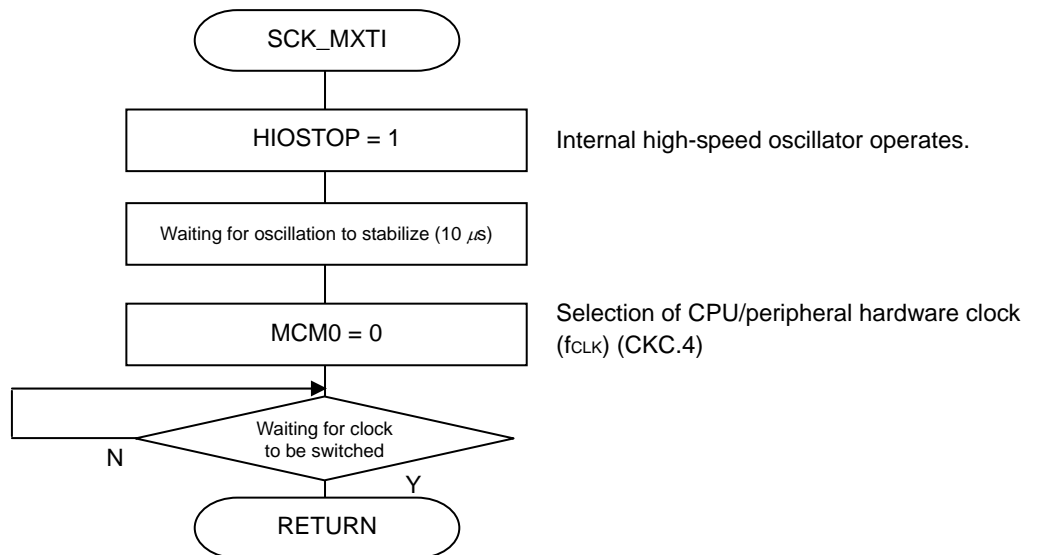 SCK_MXTI
HIOSTOP = 1
Internal high-speed oscillator operates.
Waiting for oscillation to stabilize (10 μs)
MCM0 = 0
Selection of CPU/peripheral hardware clock
(fCLK) (CKC.4)
Waiting for clock
to be switched
N
Y
RETURN